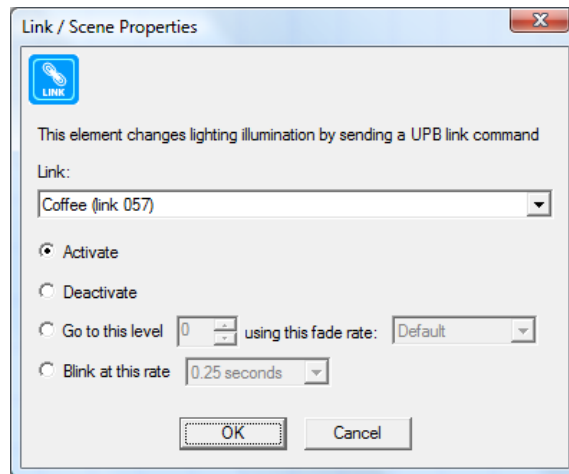 Link / Scene Properties
LINK
This element changes lighting illumination by sending a UPB link command
Link:
Coffee (link 057)
Activate
Deactivate
Go to this level 0 using this fade rate: Default
Blink at this rate 0.25 seconds
OK Cancel